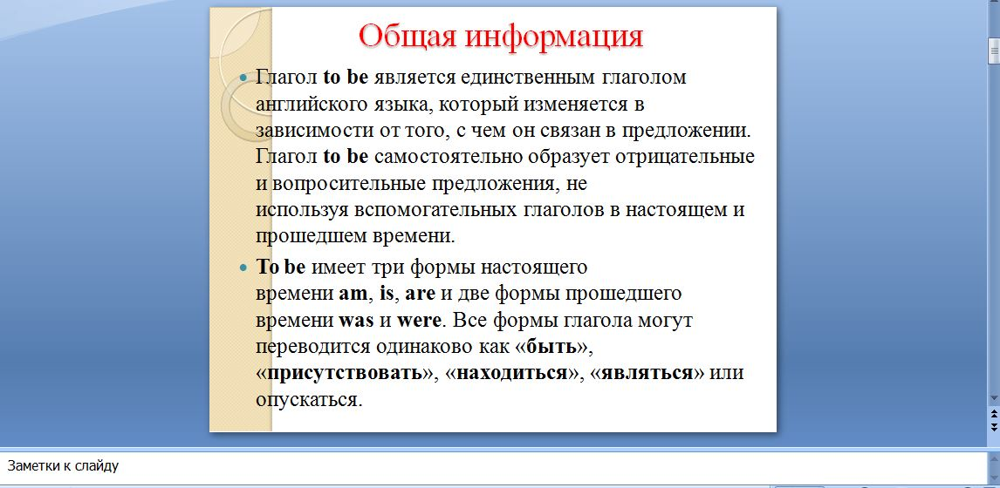 Общая информация
Глагол to be является единственным глаголом
английского языка, который изменяется в
зависимости от того, с чем он связан в предложении.
Глагол to be самостоятельно образует отрицательные
и вопросительные предложения, не
используя вспомогательных глаголов в настоящем и
прошедшем времени.
To be имеет три формы настоящего
времени am, is, are и две формы прошедшего
времени was и were. Все формы глагола могут
переводится одинаково как «быть»,
«присутствовать», «находиться», «являться» или
опускаться.
Заметки к слайду